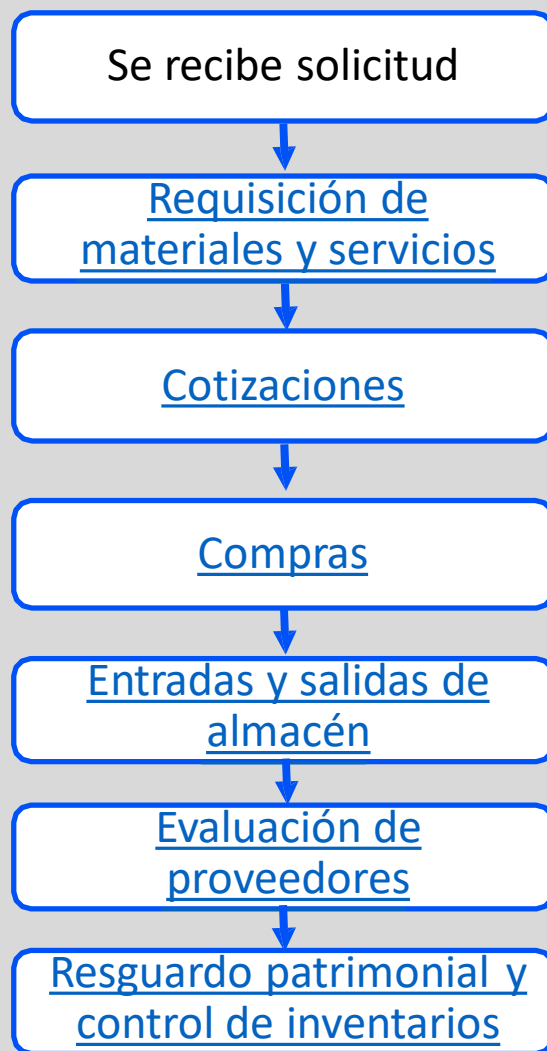 Se recibe solicitud
Requisición de
materiales y servicios
Cotizaciones
Compras
Entradas y salidas de
almacén
Evaluación de
proveedores
Resguardo patrimonial y
control de inventarios